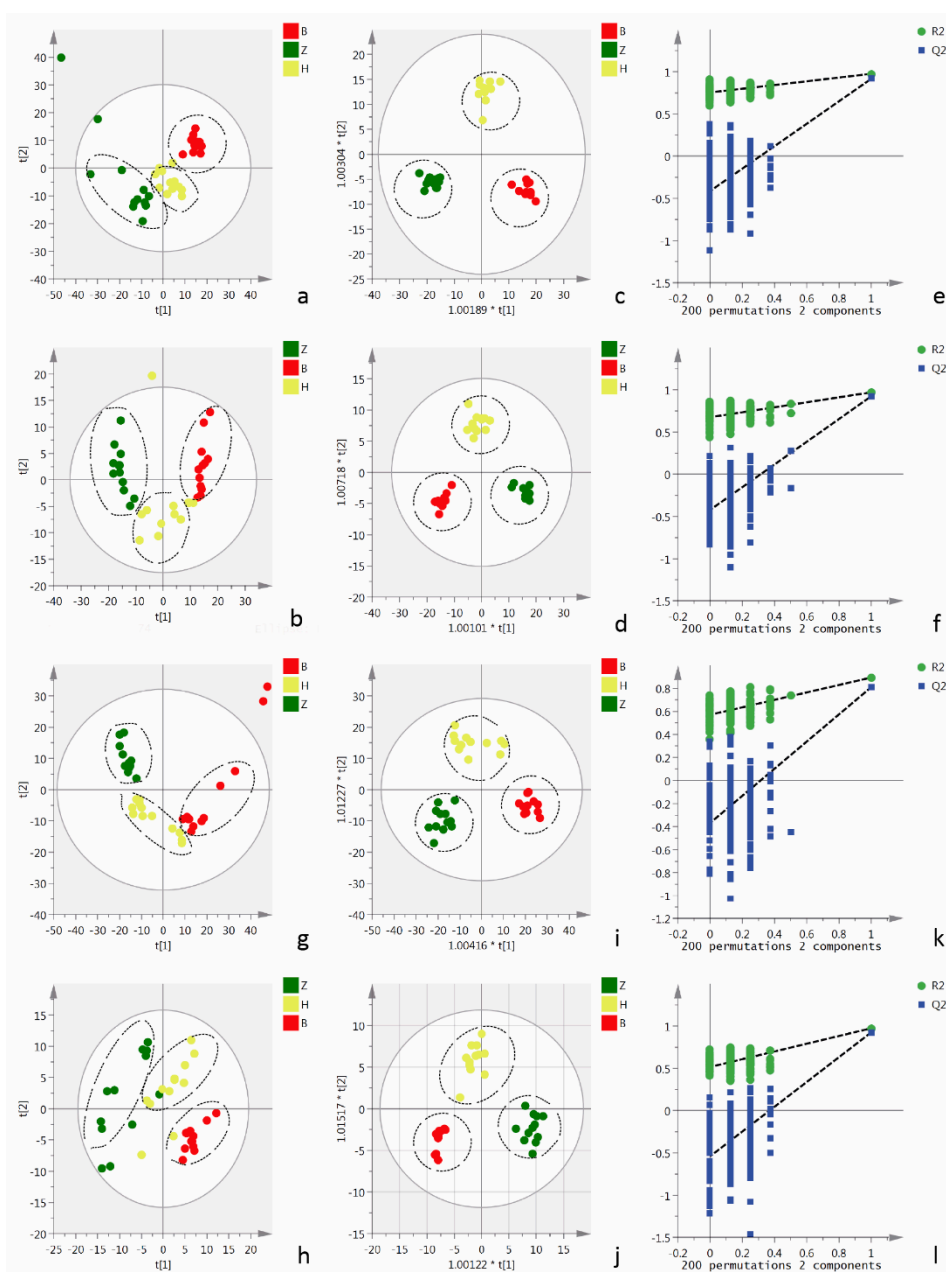 B
Z
H
t[2]
40
30
20
10
0
-10
-20
-30
-40
-50 -40 -30 -20 -10 0 10 20 30 40 50
t[1]
a
B
Z
H
1.00304 * t[2]
25
20
15
10
5
0
-5
-10
-15
-20
-25
-30 -20 -10 0 10 20 30
1.00189 * t[1]
c
R2
Q2
1
0.5
0
-0.5
-1
-1.5
-0.2 0 0.2 0.4 0.6 0.8 1
200 permutations 2 components
e
Z
B
H
t[2]
20
15
10
5
0
-5
-10
-15
-20
-40 -30 -20 -10 0 10 20 30 40
t[1]
b
Z
B
H
1.00718 * t[2]
15
10
5
0
-5
-10
-15
-20
-30 -20 -10 0 10 20 30
1.00101 * t[1]
d
R2
Q2
1
0.5
0
-0.5
-1
-1.5
-0.2 0 0.2 0.4 0.6 0.8 1
200 permutations 2 components
f
B
H
Z
t[2]
30
20
10
0
-10
-20
-30
-40
-50 -40 -30 -20 -10 0 10 20 30 40 50
t[1]
g
B
H
Z
1.01227 * t[2]
30
20
10
0
-10
-20
-30
-40
-50 -40 -30 -20 -10 0 10 20 30 40 50
1.00416 * t[1]
i
R2
Q2
0.8
0.6
0.4
0.2
0
-0.2
-0.4
-0.6
-0.8
-1
-1.2
-0.2 0 0.2 0.4 0.6 0.8 1
200 permutations 2 components
k
Z
H
B
t[2]
15
10
5
0
-5
-10
-15
-20
-25 -20 -15 -10 -5 0 5 10 15 20 25
t[1]
h
Z
H
B
1.01517 * t[2]
10
5
0
-5
-10
-15
-15 -10 -5 0 5 10 15
1.00122 * t[1]
j
R2
Q2
1
0.5
0
-0.5
-1
-1.5
-0.2 0 0.2 0.4 0.6 0.8 1
200 permutations 2 components
l